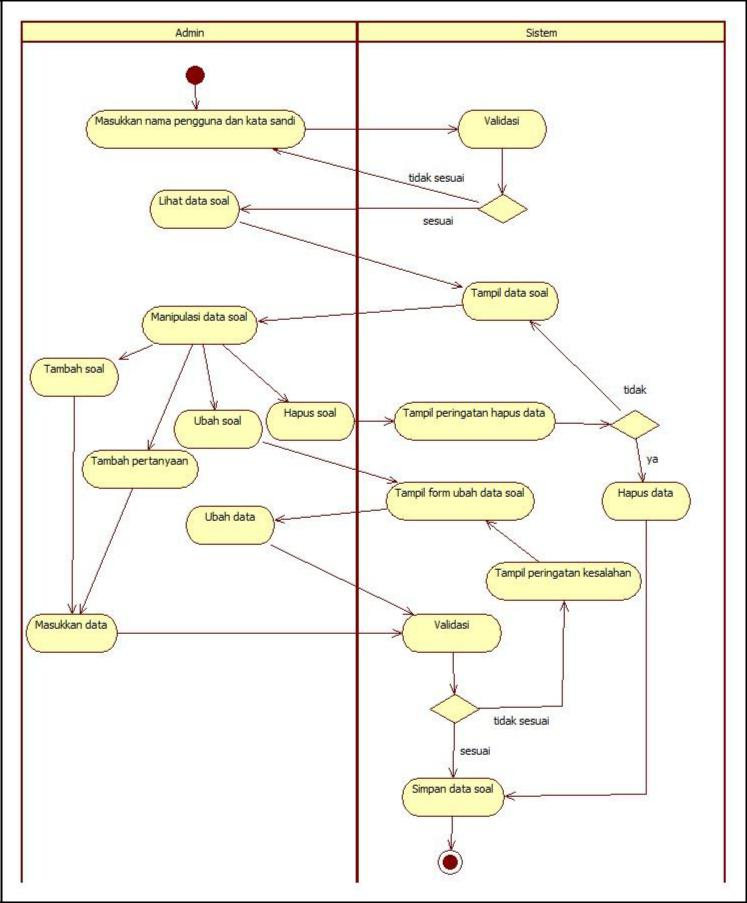 Admin
Sistem
Masukkan nama pengguna dan kata sandi
Validasi
tidak sesuai
Lihat data soal
sesuai
Tampil data soal
Manipulasi data soal
Tambah soal
tidak
Ubah soal
Hapus soal
Tampil peringatan hapus data
Tambah pertanyaan
ya
Tampil form ubah data soal
Hapus data
Ubah data
Tampil peringatan kesalahan
Masukkan data
Validasi
tidak sesuai
sesuai
Simpan data soal